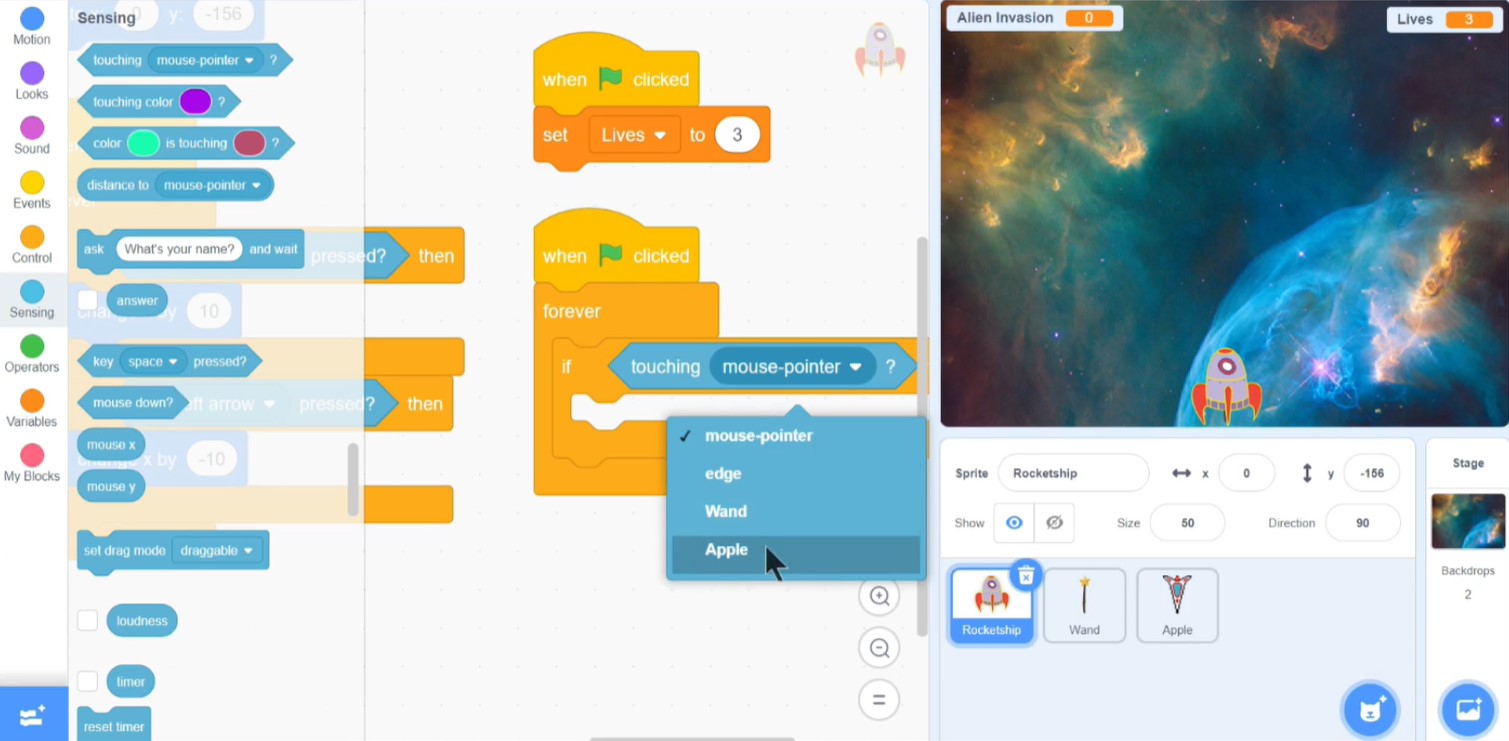 Motion
Looks
Sound
Events
Control
Sensing
Operators
Variables
My Blocks
0 y: -156
Sensing
touching mouse-pointer ?
touching color ?
color is touching ?
distance to mouse-pointer
ask What's your name? and wait
pressed? then
answer
by 10
key space pressed?
mouse down? ft arrow pressed? then
mouse x
x by -10
mouse y
set drag mode draggable
loudness
timer
reset timer
when clicked
set Lives to 3
when clicked
forever
if touching mouse-pointer ?
✓ mouse-pointer
edge
Wand
Apple
Alien Invasion 0
Lives 3
Sprite Rocketship x 0 y -156
Show Size 50 Direction 90
Rocketship Wand Apple
Stage
Backdrops
2